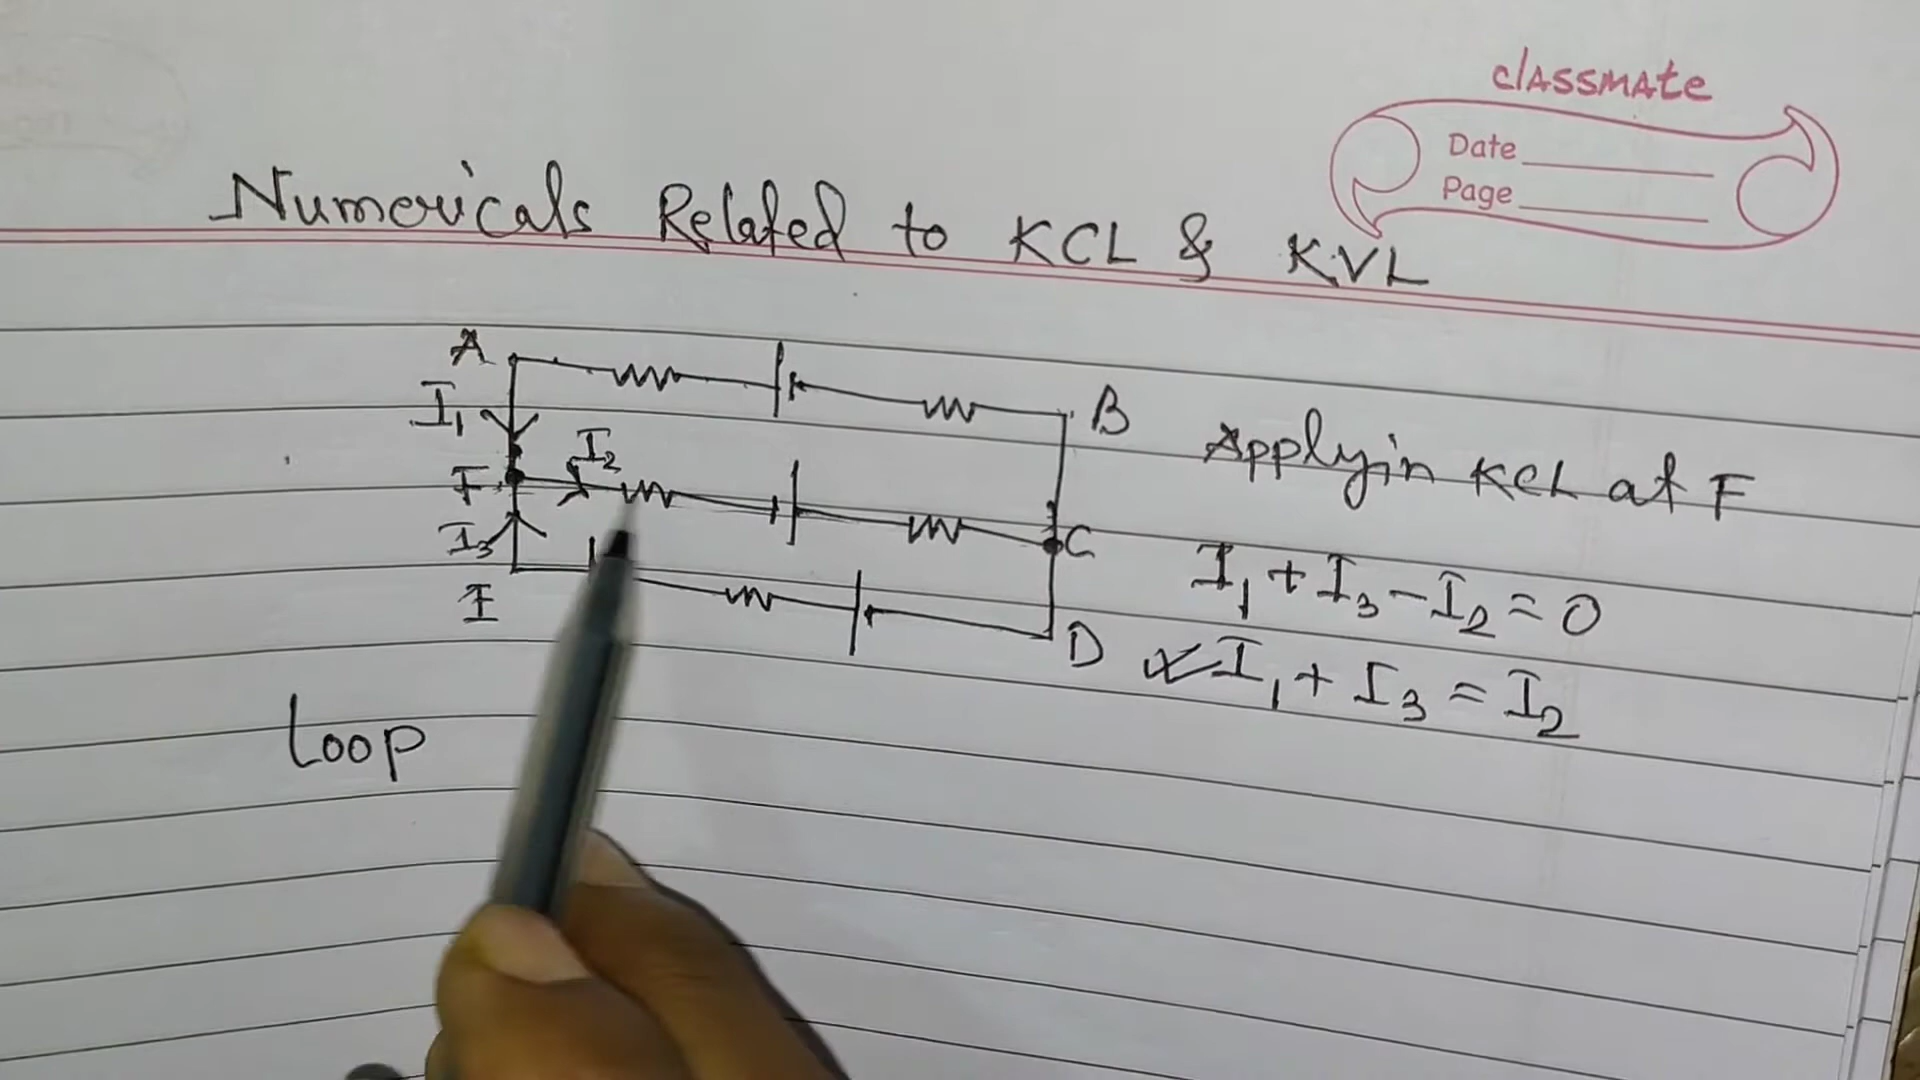 classmate
Date
Page
Numericals Related to KCL & KVL
A
I₁
B
I₂
F
I₃
C
I
D
Applyin KCL at F
I₁ + I₃ - I₂ = 0
I₁ + I₃ = I₂
Loop